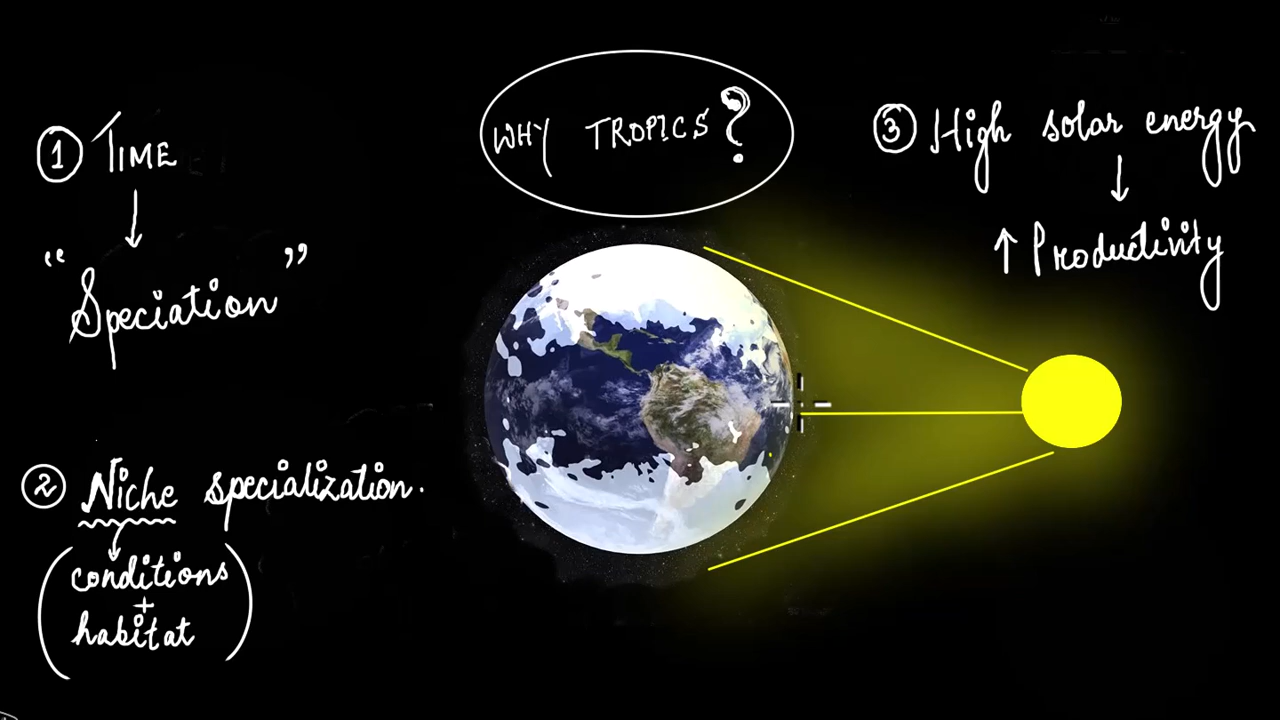 WHY TROPICS?
① TIME
↓
"Speciation"
② Niche specialization.
(conditions
+
habitat)
③ High solar energy
↓
↑ Productivity